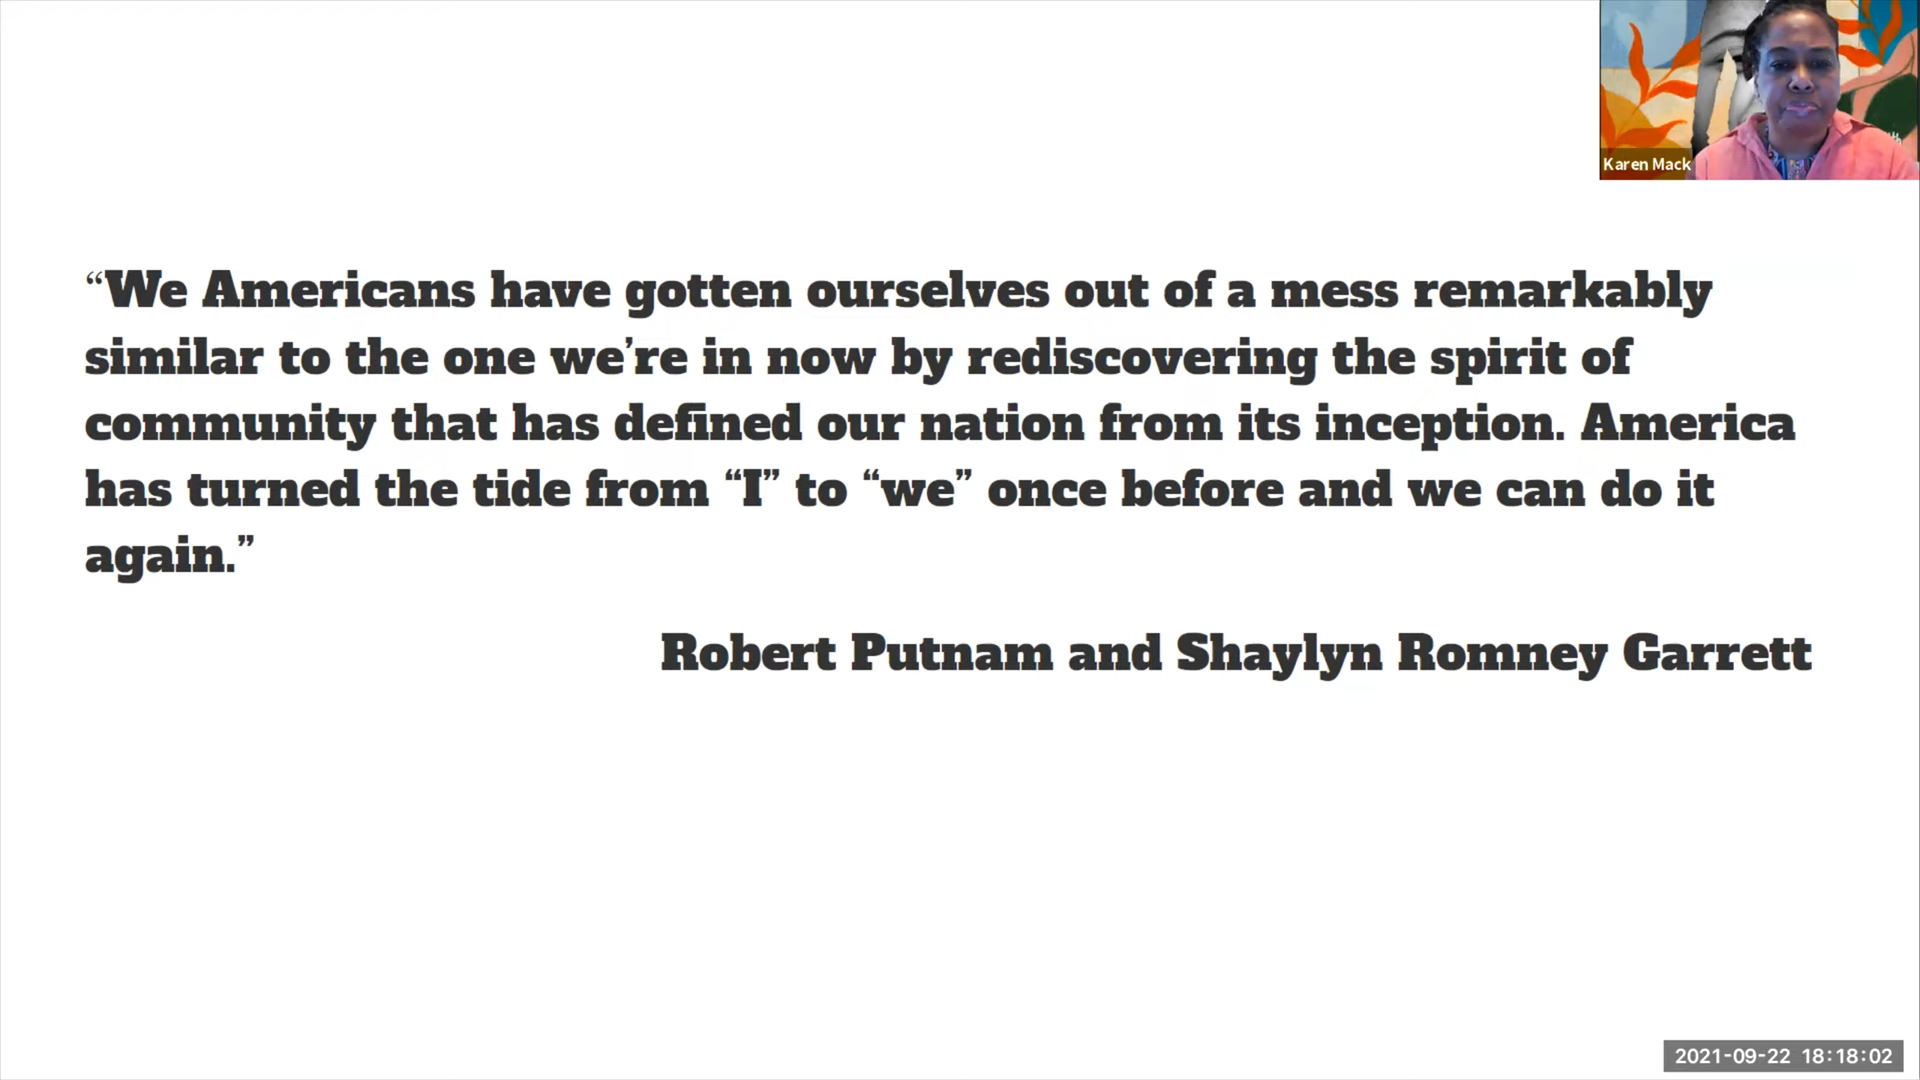 Karen Mack
“We Americans have gotten ourselves out of a mess remarkably
similar to the one we’re in now by rediscovering the spirit of
community that has defined our nation from its inception. America
has turned the tide from “I” to “we” once before and we can do it
again.”
Robert Putnam and Shaylyn Romney Garrett
2021-09-22 18:18:02